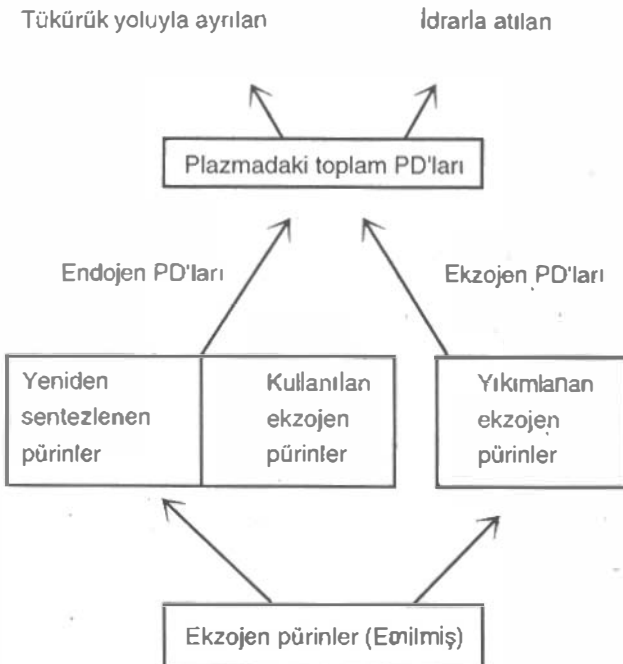 Tükürük yoluyla ayrılan
İdrarla atılan
Plazmadaki toplam PD'ları
Endojen PD'ları
Ekzojen PD'ları
Yeniden
sentezlenen
pürinler
Kullanılan
ekzojen
pürinler
Yıkımlanan
ekzojen
pürinler
Ekzojen pürinler (Emilmiş)